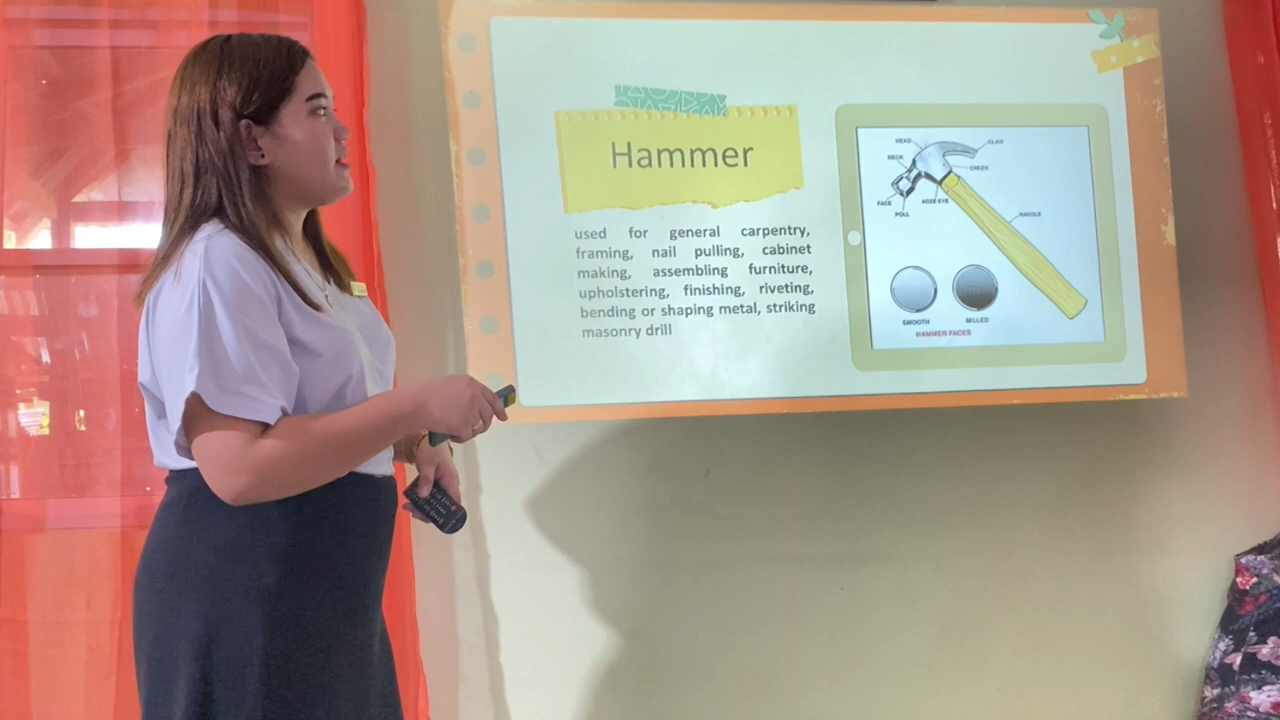 Hammer
used for general carpentry,
framing, nail pulling, cabinet
making, assembling furniture,
upholstering, finishing, riveting,
bending or shaping metal, striking
masonry drill
HEAD
CLAW
NECK
CHEEK
FACE
ADZE EYE
POLL
HANDLE
SMOOTH
MILLED
HAMMER FACES